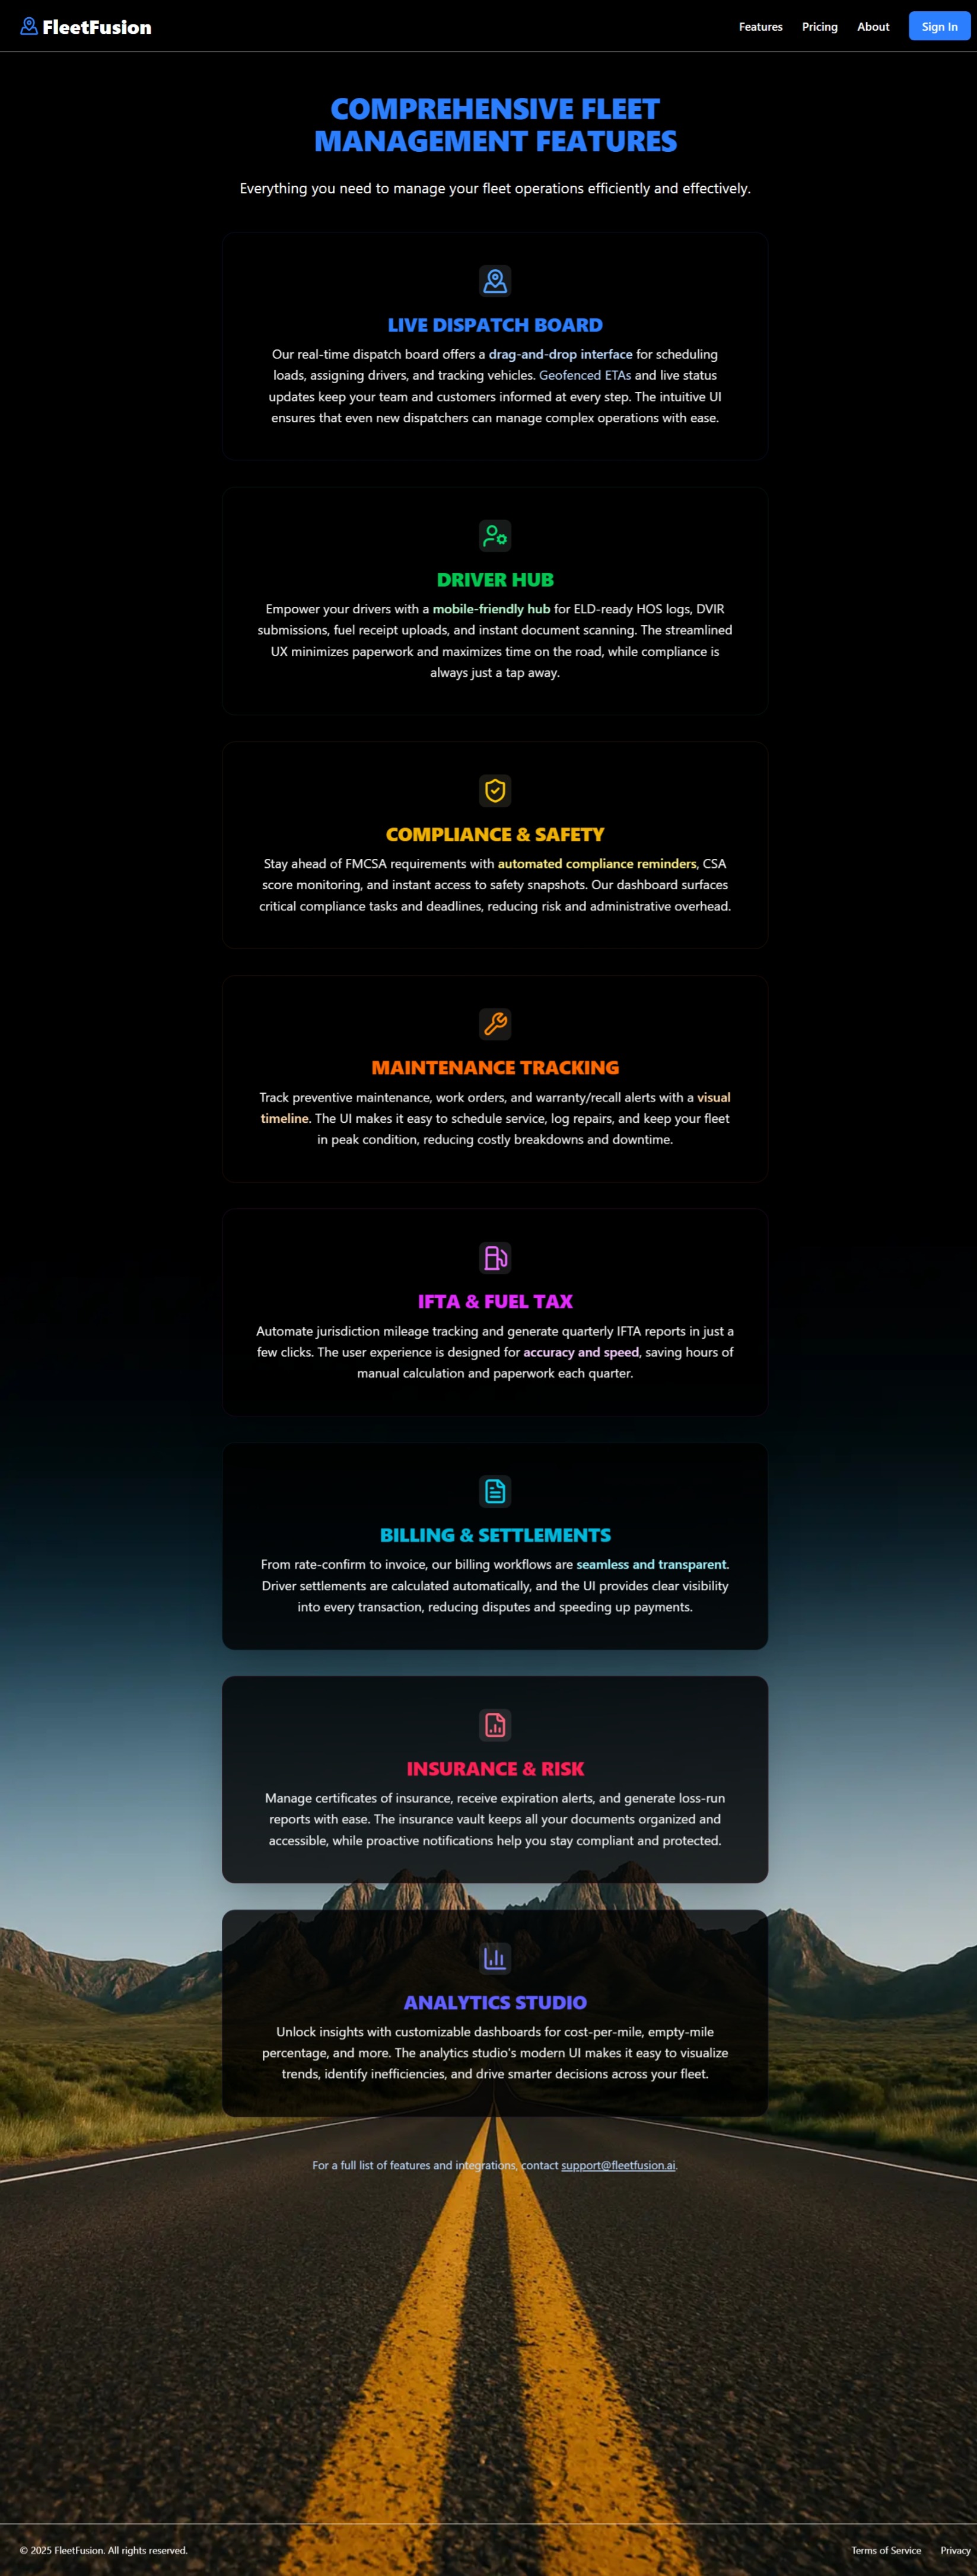 FleetFusion
Features Pricing About Sign In
COMPREHENSIVE FLEET
MANAGEMENT FEATURES
Everything you need to manage your fleet operations efficiently and effectively.
LIVE DISPATCH BOARD
Our real-time dispatch board offers a drag-and-drop interface for scheduling
loads, assigning drivers, and tracking vehicles. Geofenced ETAs and live status
updates keep your team and customers informed at every step. The intuitive UI
ensures that even new dispatchers can manage complex operations with ease.
DRIVER HUB
Empower your drivers with a mobile-friendly hub for ELD-ready HOS logs, DVIR
submissions, fuel receipt uploads, and instant document scanning. The streamlined
UX minimizes paperwork and maximizes time on the road, while compliance is
always just a tap away.
COMPLIANCE & SAFETY
Stay ahead of FMCSA requirements with automated compliance reminders, CSA
score monitoring, and instant access to safety snapshots. Our dashboard surfaces
critical compliance tasks and deadlines, reducing risk and administrative overhead.
MAINTENANCE TRACKING
Track preventive maintenance, work orders, and warranty/recall alerts with a visual
timeline. The UI makes it easy to schedule service, log repairs, and keep your fleet
in peak condition, reducing costly breakdowns and downtime.
IFTA & FUEL TAX
Automate jurisdiction mileage tracking and generate quarterly IFTA reports in just a
few clicks. The user experience is designed for accuracy and speed, saving hours of
manual calculation and paperwork each quarter.
BILLING & SETTLEMENTS
From rate-confirm to invoice, our billing workflows are seamless and transparent.
Driver settlements are calculated automatically, and the UI provides clear visibility
into every transaction, reducing disputes and speeding up payments.
INSURANCE & RISK
Manage certificates of insurance, receive expiration alerts, and generate loss-run
reports with ease. The insurance vault keeps all your documents organized and
accessible, while proactive notifications help you stay compliant and protected.
ANALYTICS STUDIO
Unlock insights with customizable dashboards for cost-per-mile, empty-mile
percentage, and more. The analytics studio's modern UI makes it easy to visualize
trends, identify inefficiencies, and drive smarter decisions across your fleet.
For a full list of features and integrations, contact support@fleetfusion.ai.
© 2025 FleetFusion. All rights reserved. Terms of Service Privacy